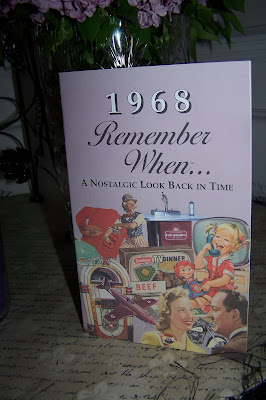 1968
Remember
When...
A NOSTALGIC LOOK BACK IN TIME
TV DINNER
BEEF